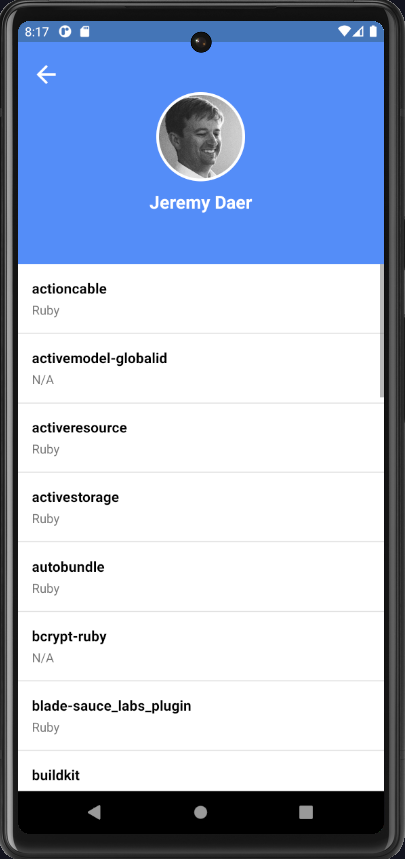 8:17
Jeremy Daer
actioncable
Ruby
activemodel-globalid
N/A
activeresource
Ruby
activestorage
Ruby
autobundle
Ruby
bcrypt-ruby
N/A
blade-sauce_labs_plugin
Ruby
buildkit